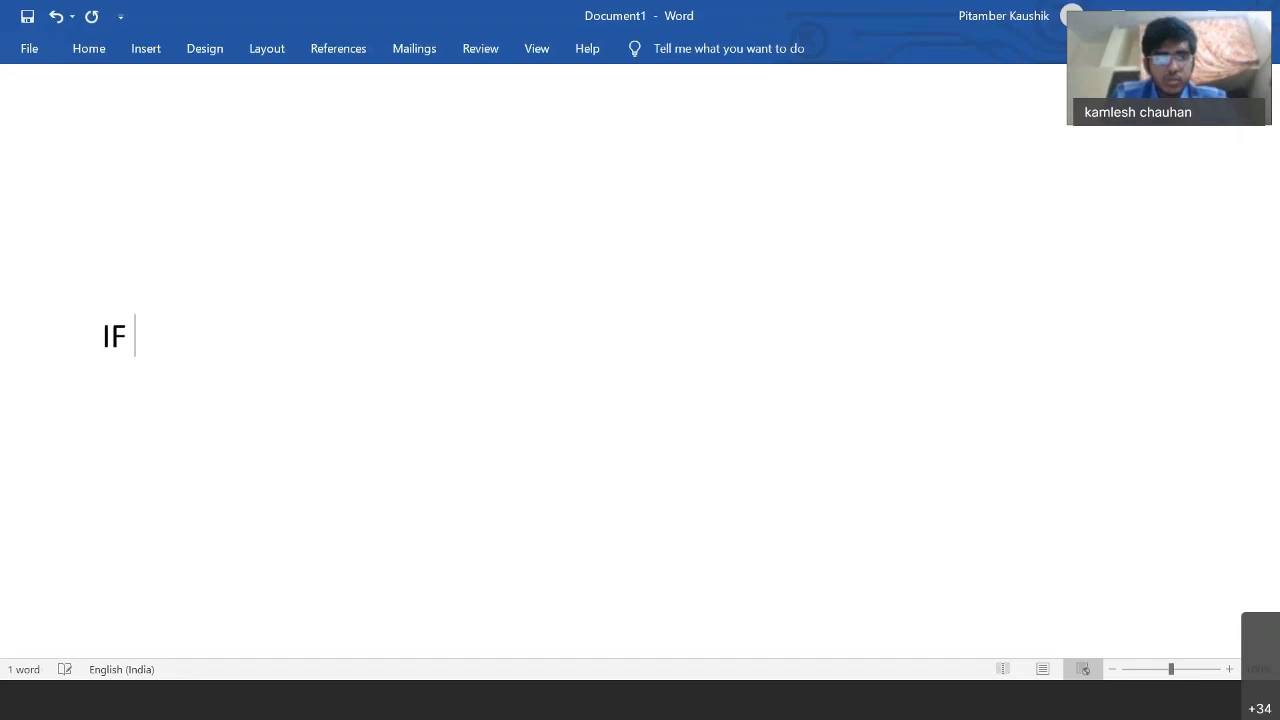 Document1 - Word
Pitamber Kaushik
File Home Insert Design Layout References Mailings Review View Help Tell me what you want to do
kamlesh chauhan
IF
1 word English (India)
+34